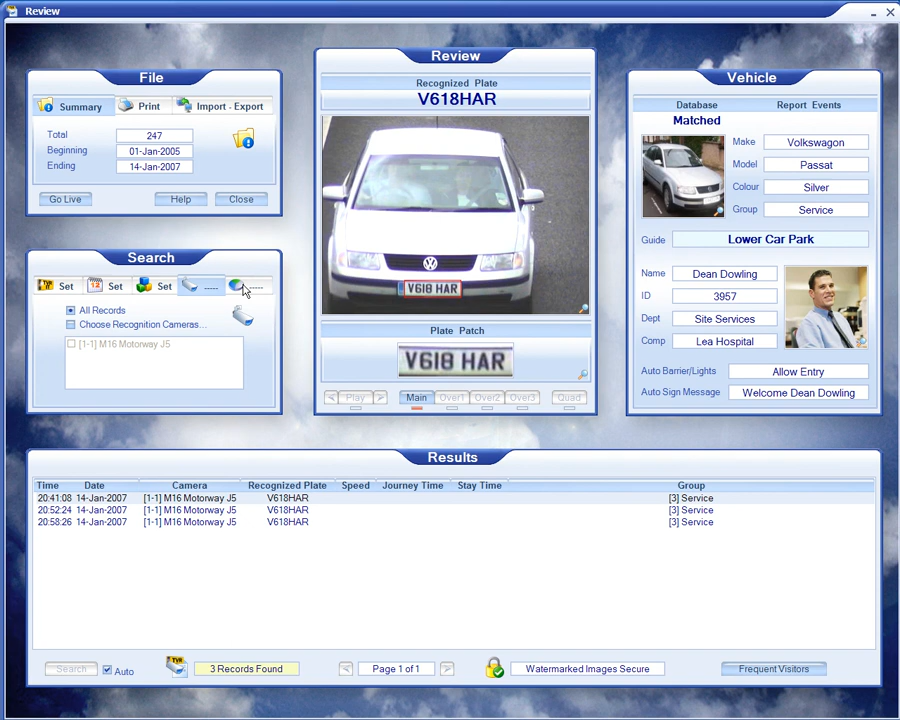 Review
File
Summary Print Import - Export
Total 247
Beginning 01-Jan-2005
Ending 14-Jan-2007
Go Live Help Close
Search
Set 12 Set Set ----- -----
All Records
Choose Recognition Cameras...
[1-1] M16 Motorway J5
Review
Recognized Plate
V618HAR
V618 HAR
Plate Patch
V618 HAR
Play Main Over1 Over2 Over3 Quad
Vehicle
Database Report Events
Matched
Make Volkswagon
Model Passat
Colour Silver
Group Service
Guide Lower Car Park
Name Dean Dowling
ID 3957
Dept Site Services
Comp Lea Hospital
Auto Barrier/Lights Allow Entry
Auto Sign Message Welcome Dean Dowling
Results
Time Date Camera Recognized Plate Speed Journey Time Stay Time Group
20:41:08 14-Jan-2007 [1-1] M16 Motorway J5 V618HAR [3] Service
20:52:24 14-Jan-2007 [1-1] M16 Motorway J5 V618HAR [3] Service
20:58:26 14-Jan-2007 [1-1] M16 Motorway J5 V618HAR [3] Service
Search Auto TYR 3 Records Found Page 1 of 1 Watermarked Images Secure Frequent Visitors